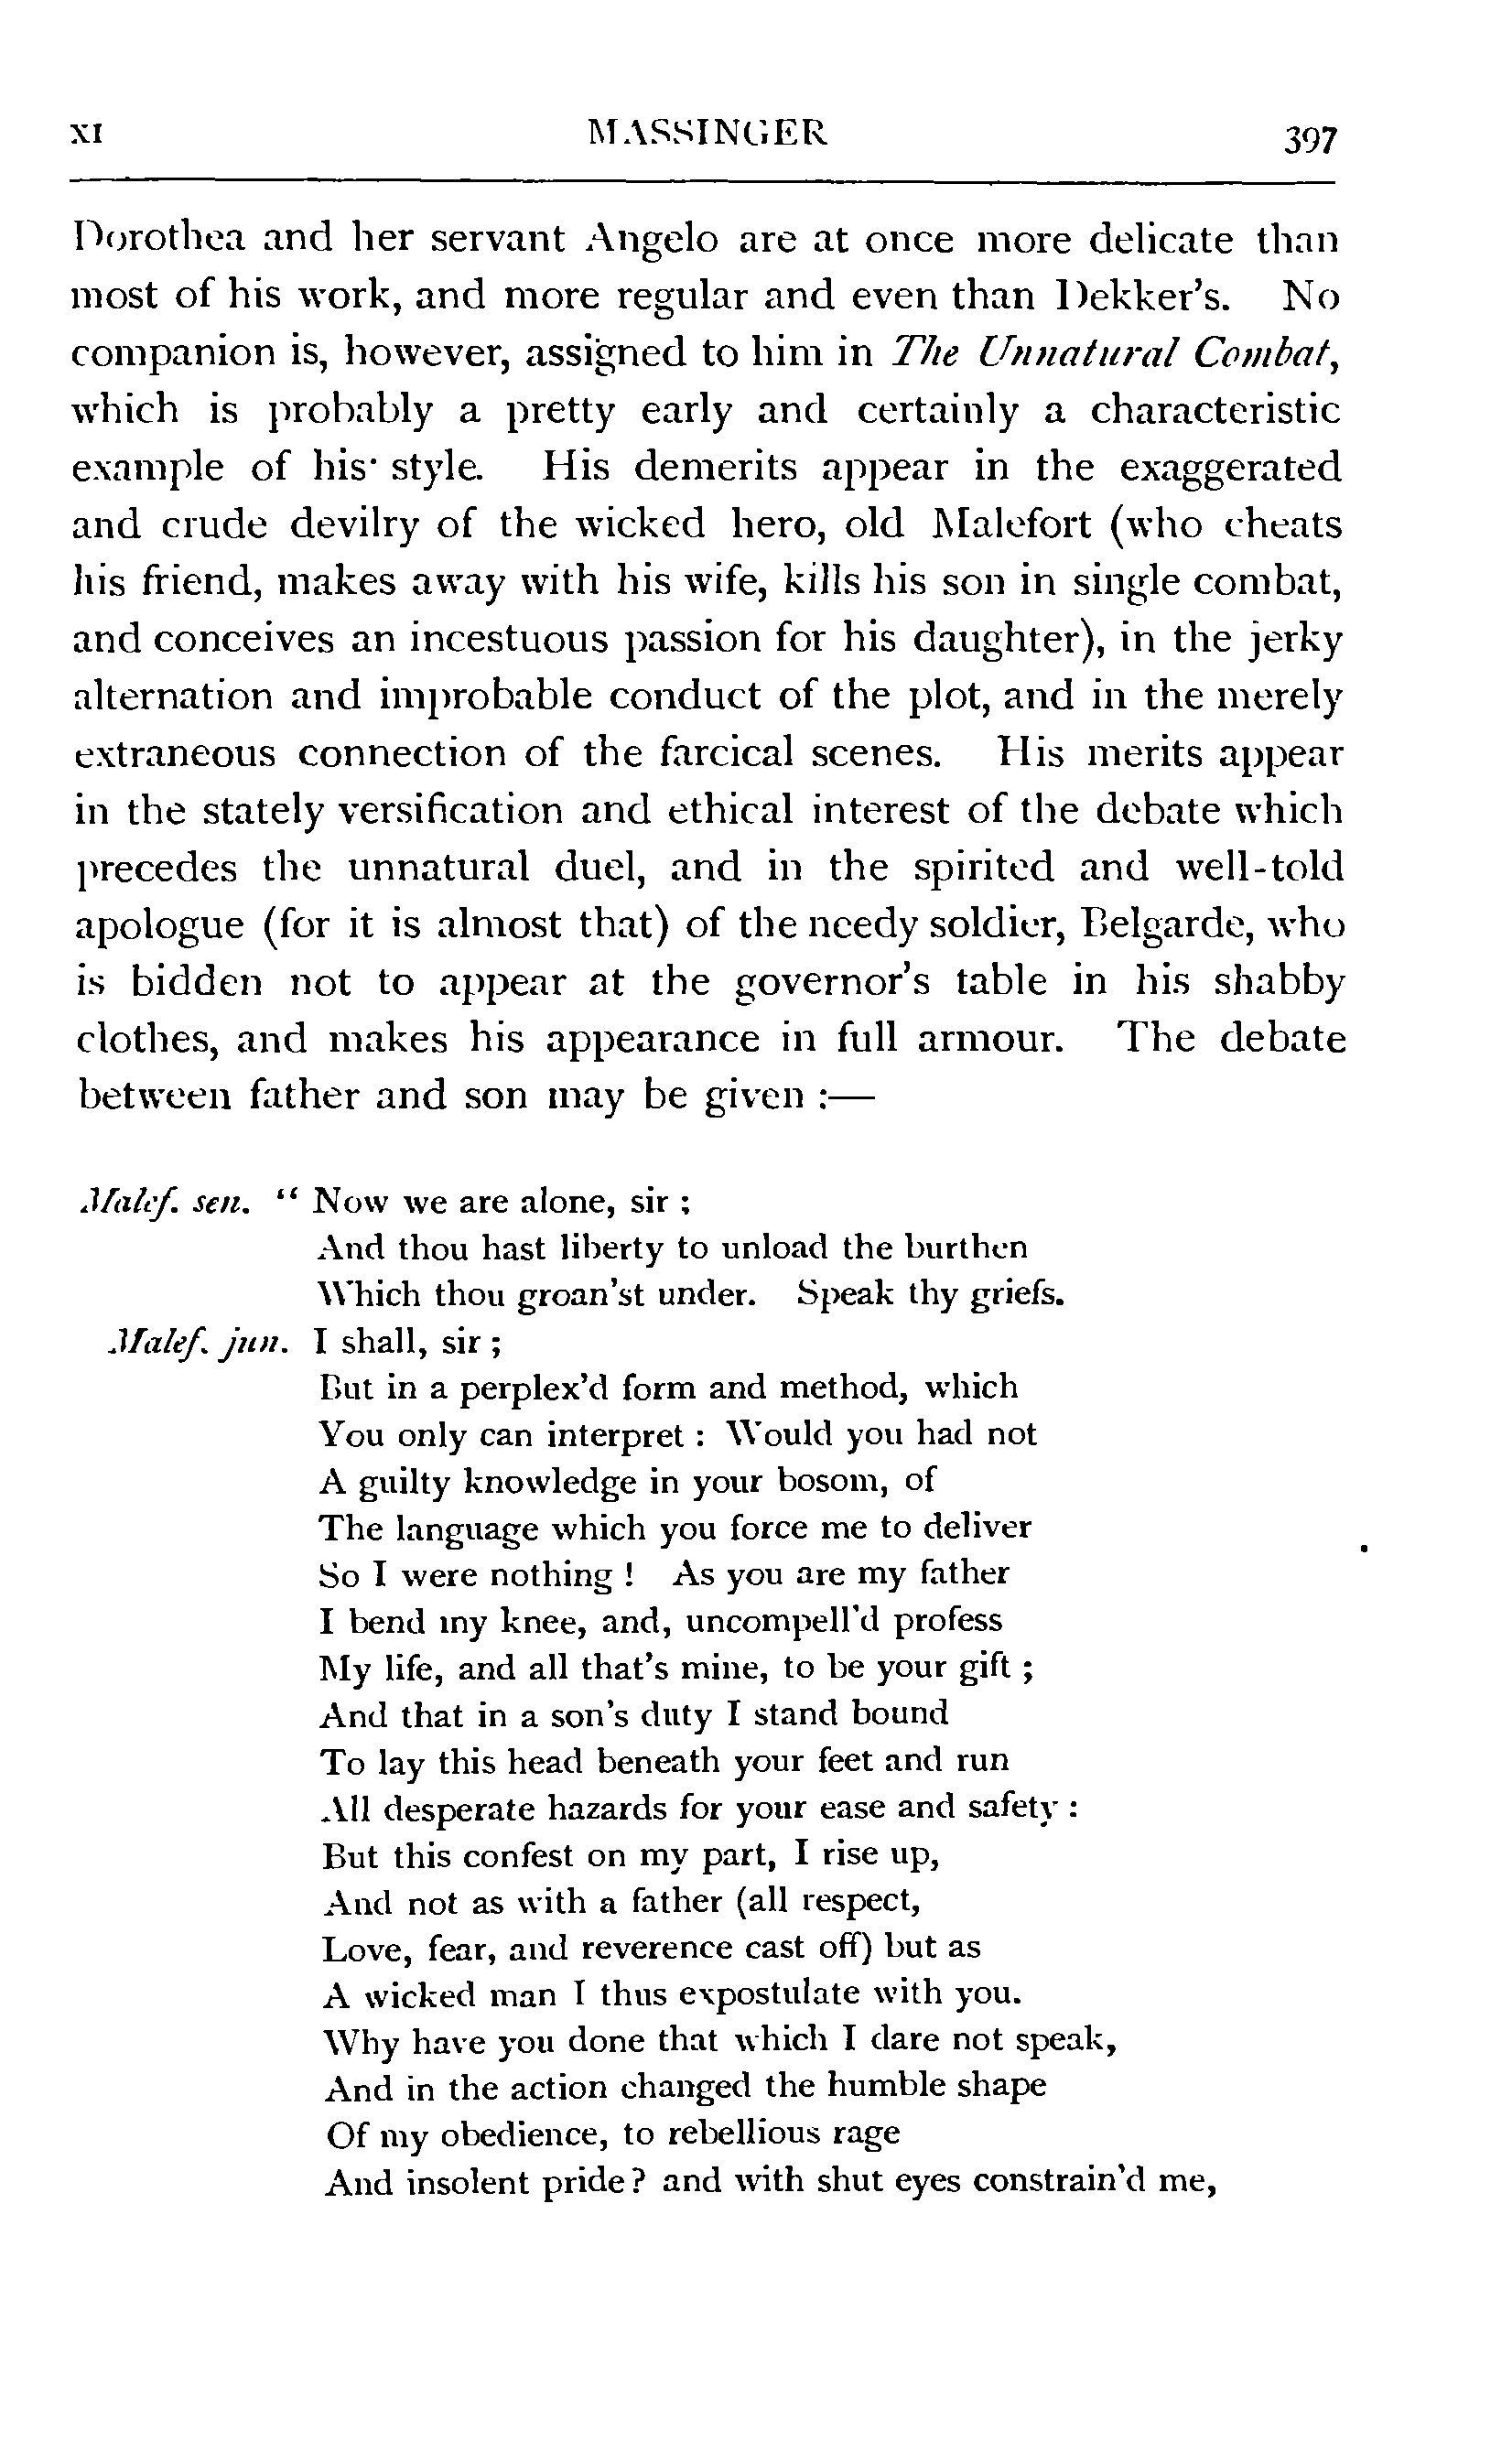 XI MASSINGER 397
Dorothea and her servant Angelo are at once more delicate than
most of his work, and more regular and even than Dekker's. No
companion is, however, assigned to him in The Unnatural Combat,
which is probably a pretty early and certainly a characteristic
example of his style. His demerits appear in the exaggerated
and crude devilry of the wicked hero, old Malefort (who cheats
his friend, makes away with his wife, kills his son in single combat,
and conceives an incestuous passion for his daughter), in the jerky
alternation and improbable conduct of the plot, and in the merely
extraneous connection of the farcical scenes. His merits appear
in the stately versification and ethical interest of the debate which
precedes the unnatural duel, and in the spirited and well-told
apologue (for it is almost that) of the needy soldier, Belgarde, who
is bidden not to appear at the governor's table in his shabby
clothes, and makes his appearance in full armour. The debate
between father and son may be given :—
Malef. sen. “ Now we are alone, sir ;
And thou hast liberty to unload the burthen
Which thou groan'st under. Speak thy griefs.
Malef. jun. I shall, sir ;
But in a perplex'd form and method, which
You only can interpret : Would you had not
A guilty knowledge in your bosom, of
The language which you force me to deliver
So I were nothing ! As you are my father
I bend my knee, and, uncompell'd profess
My life, and all that's mine, to be your gift ;
And that in a son's duty I stand bound
To lay this head beneath your feet and run
All desperate hazards for your ease and safety :
But this confest on my part, I rise up,
And not as with a father (all respect,
Love, fear, and reverence cast off) but as
A wicked man I thus expostulate with you.
Why have you done that which I dare not speak,
And in the action changed the humble shape
Of my obedience, to rebellious rage
And insolent pride ? and with shut eyes constrain'd me,